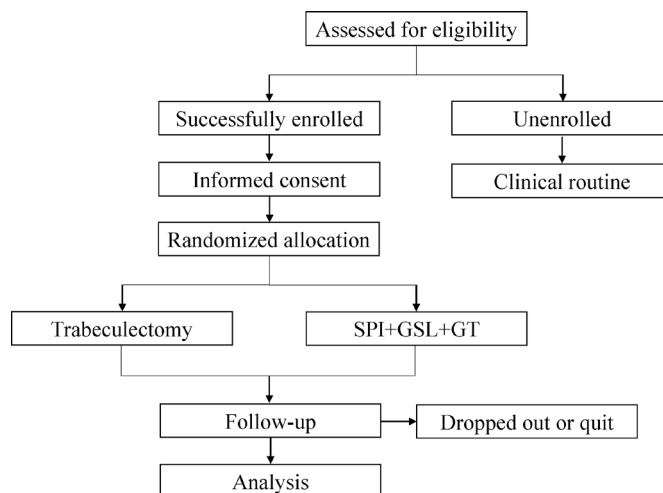 Assessed for eligibility
Successfully enrolled
Unenrolled
Informed consent
Clinical routine
Randomized allocation
Trabeculectomy
SPI+GSL+GT
Follow-up
Dropped out or quit
Analysis